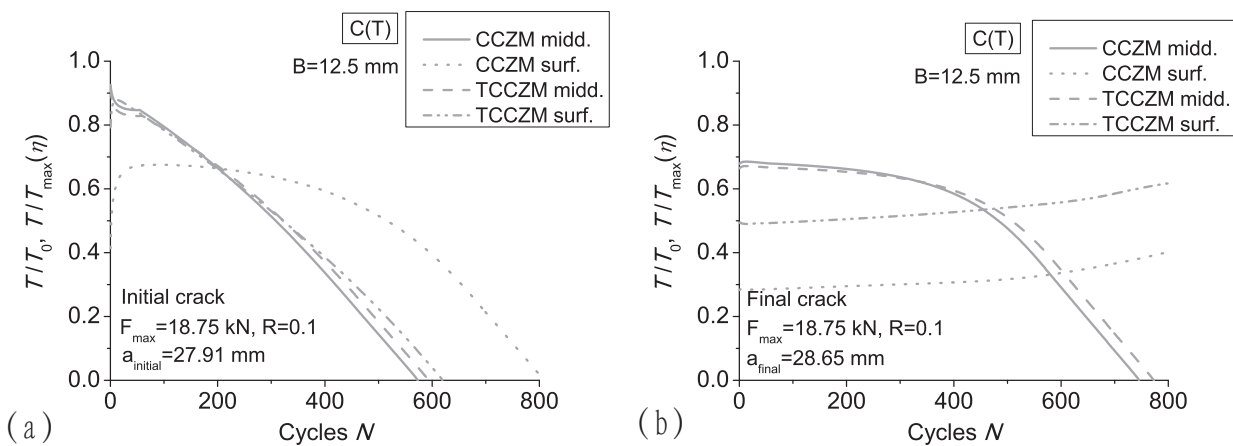 C(T)
B=12.5 mm
CCZM midd.
CCZM surf.
TCCZM midd.
TCCZM surf.
1.0
0.8
0.6
0.4
0.2
0.0
T/T0, T/Tmax(η)
Initial crack
Fmax=18.75 kN, R=0.1
ainitial=27.91 mm
0
200
400
600
800
Cycles N
(a)
C(T)
B=12.5 mm
CCZM midd.
CCZM surf.
TCCZM midd.
TCCZM surf.
1.0
0.8
0.6
0.4
0.2
0.0
T/T0, T/Tmax(η)
Final crack
Fmax=18.75 kN, R=0.1
afinal=28.65 mm
0
200
400
600
800
Cycles N
(b)